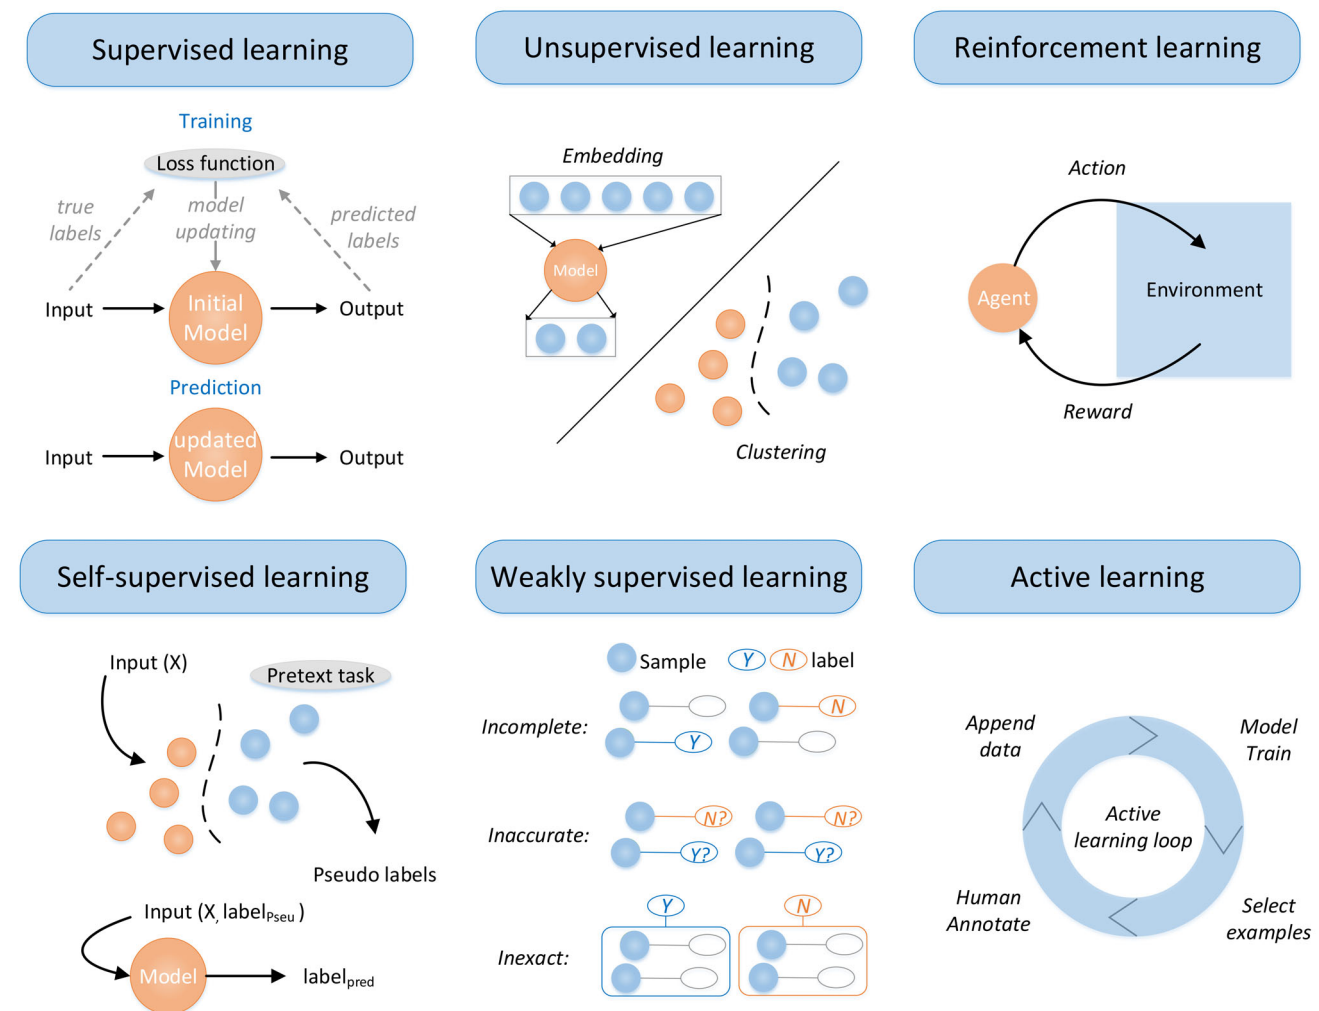 Supervised learning
Training
Loss function
true
labels
model
updating
predicted
labels
Input
Initial
Model
Output
Prediction
Input
updated
Model
Output
Unsupervised learning
Embedding
Model
Clustering
Reinforcement learning
Action
Agent
Environment
Reward
Self-supervised learning
Input (X)
Pretext task
Pseudo labels
Input (X, labelPseu )
Model
labelpred
Weakly supervised learning
Sample
Y
N
label
Incomplete:
N
Y
Inaccurate:
N?
N?
Y?
Y?
Y
N
Inexact:
Active learning
Append
data
Model
Train
Active
learning loop
Human
Annotate
Select
examples